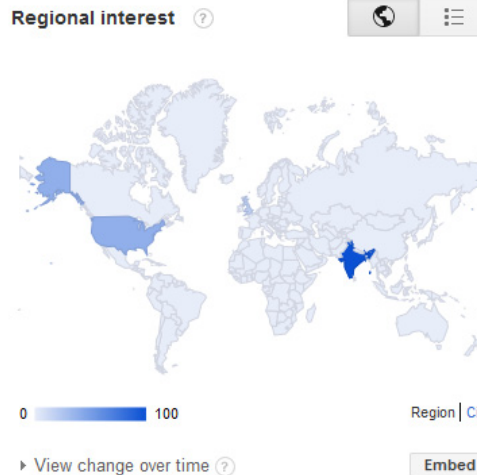 Regional interest ?
0 100
Region | C
View change over time ?
Embed